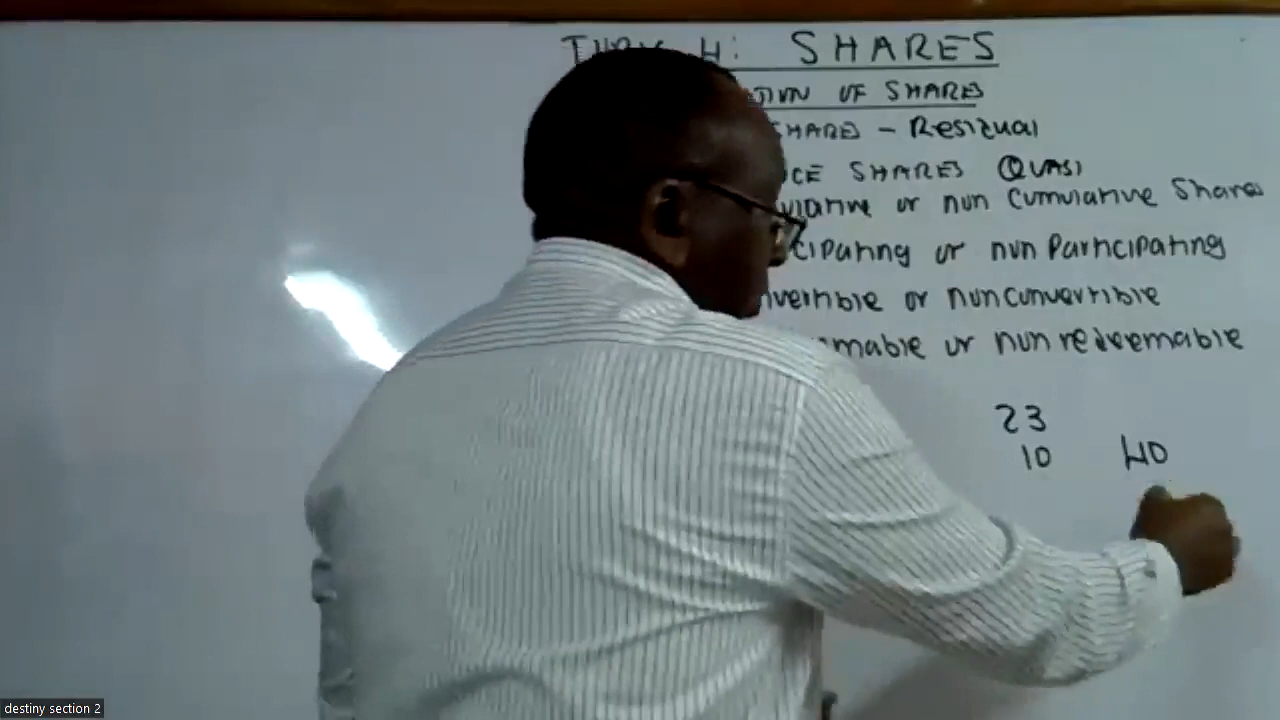 4: SHARES
OF SHARES
SHARES - Residual
SHARES (QUASI
or non Cumulative Shares
or non Participating
or nonconvertible
or non redeemable
23
10 40
destiny section 2